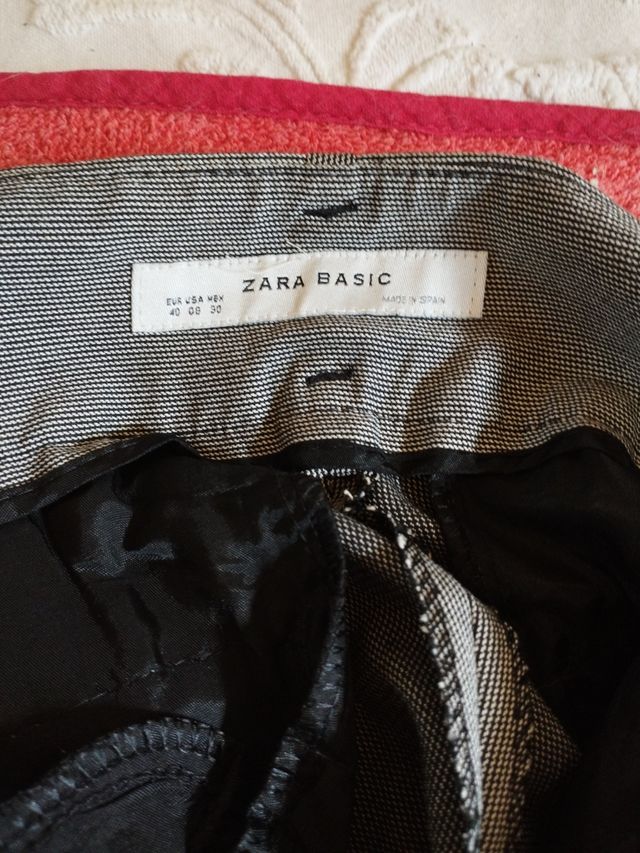 ZARA BASIC
EUR USA MEX
40 08 30
MADE IN SPAIN